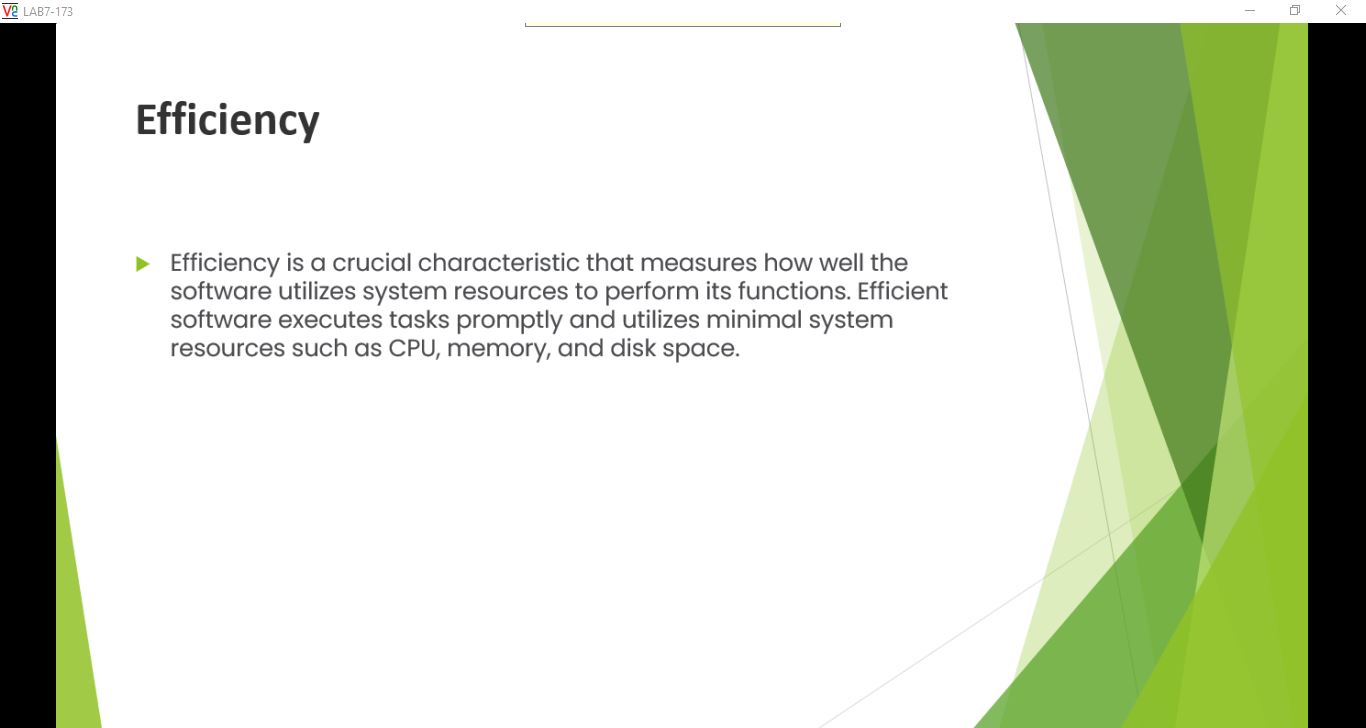 LAB7-173
Efficiency
Efficiency is a crucial characteristic that measures how well the
software utilizes system resources to perform its functions. Efficient
software executes tasks promptly and utilizes minimal system
resources such as CPU, memory, and disk space.